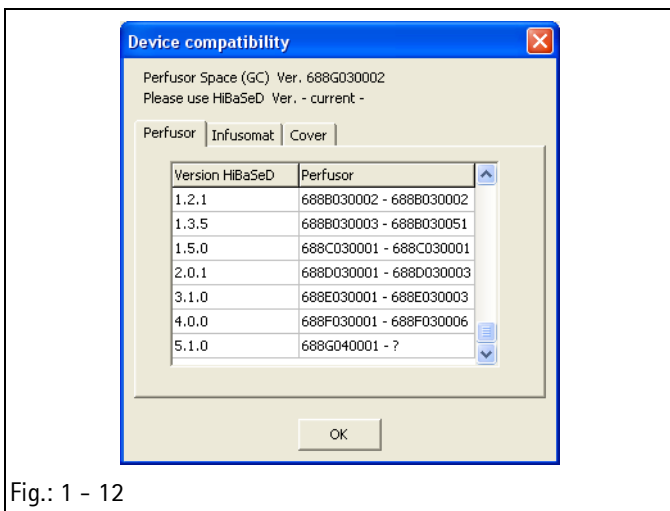 Device compatibility
Perfusor Space (GC) Ver. 688G030002
Please use HiBaSeD Ver. - current -
Perfusor Infusomat Cover
Version HiBaSeD Perfusor
1.2.1 688B030002 - 688B030002
1.3.5 688B030003 - 688B030051
1.5.0 688C030001 - 688C030001
2.0.1 688D030001 - 688D030003
3.1.0 688E030001 - 688E030003
4.0.0 688F030001 - 688F030006
5.1.0 688G040001 - ?
OK
Fig.: 1 – 12